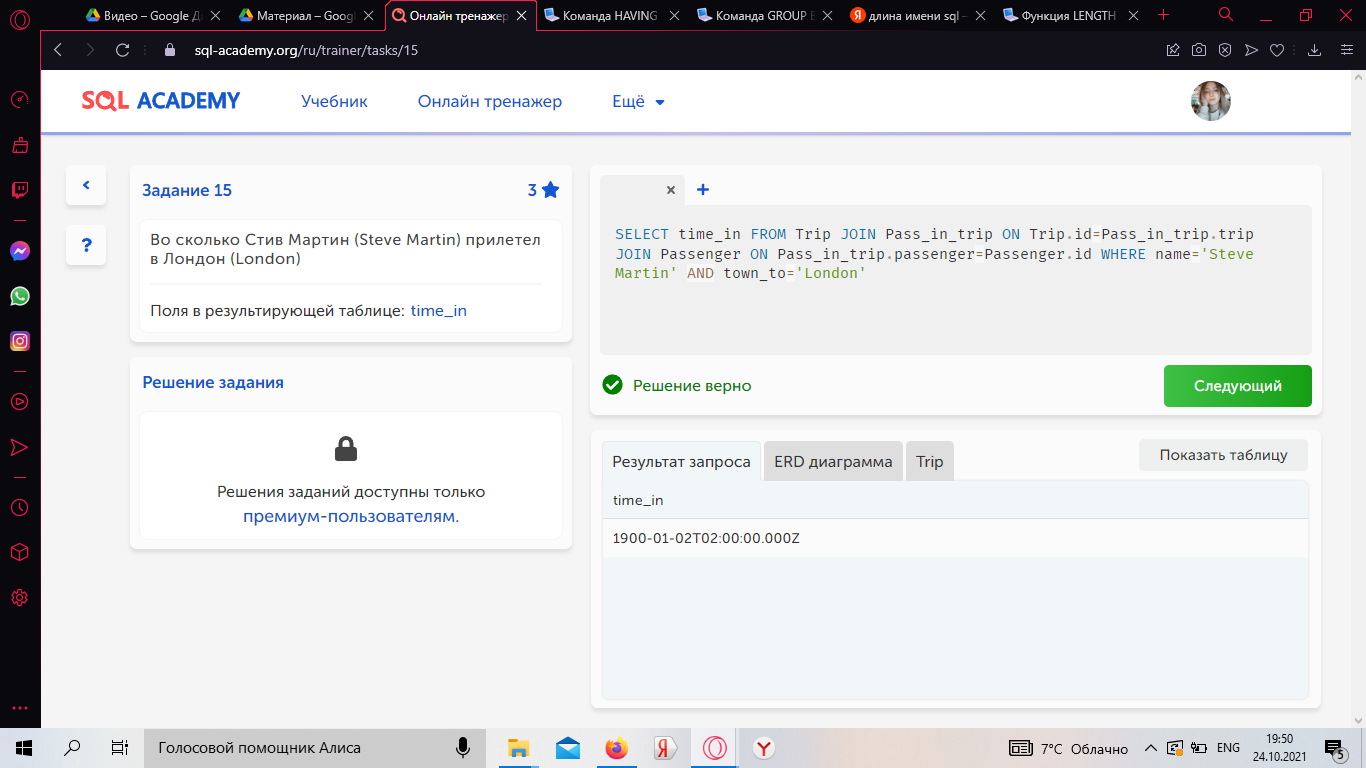 Видео – Google Д
Материал – Goog
Онлайн тренажер
Команда HAVING
Команда GROUP B
длина имени sql –
Функция LENGTH
sql-academy.org/ru/trainer/tasks/15
SQL ACADEMY
Учебник
Онлайн тренажер
Ещё
Задание 15
3
Во сколько Стив Мартин (Steve Martin) прилетел
в Лондон (London)
Поля в результирующей таблице: time_in
Решение задания
Решения заданий доступны только
премиум-пользователям.
SELECT time_in FROM Trip JOIN Pass_in_trip ON Trip.id=Pass_in_trip.trip
JOIN Passenger ON Pass_in_trip.passenger=Passenger.id WHERE name='Steve
Martin' AND town_to='London'
Решение верно
Следующий
Результат запроса
ERD диаграмма
Trip
Показать таблицу
time_in
1900-01-02T02:00:00.000Z
Голосовой помощник Алиса
7°C Облачно
ENG
19:50
24.10.2021
5